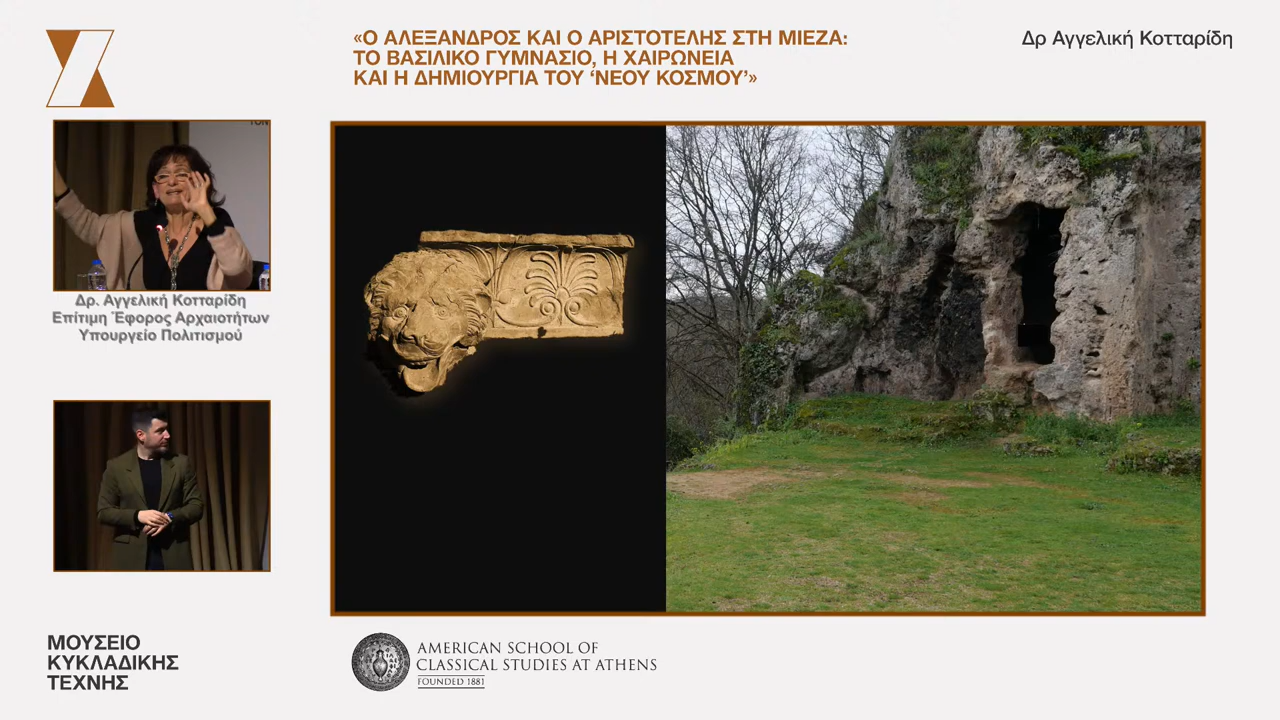 «Ο ΑΛΕΞΑΝΔΡΟΣ ΚΑΙ Ο ΑΡΙΣΤΟΤΕΛΗΣ ΣΤΗ ΜΙΕΖΑ:
ΤΟ ΒΑΣΙΛΙΚΟ ΓΥΜΝΑΣΙΟ, Η ΧΑΙΡΩΝΕΙΑ
ΚΑΙ Η ΔΗΜΙΟΥΡΓΙΑ ΤΟΥ ‘ΝΕΟΥ ΚΟΣΜΟΥ’»
Δρ Αγγελική Κοτταρίδη
Δρ. Αγγελική Κοτταρίδη
Επίτιμη Έφορος Αρχαιοτήτων
Υπουργείο Πολιτισμού
ΜΟΥΣΕΙΟ
ΚΥΚΛΑΔΙΚΗΣ
ΤΕΧΝΗΣ
AMERICAN SCHOOL OF
CLASSICAL STUDIES AT ATHENS
FOUNDED 1881